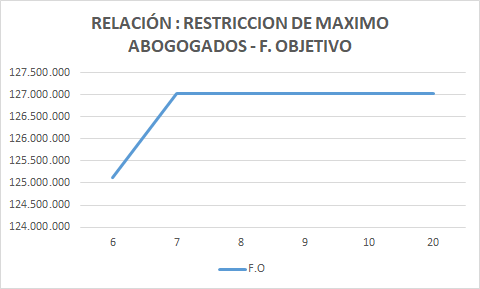 RELACIÓN : RESTRICCION DE MAXIMO
ABOGOGADOS - F. OBJETIVO
127.500.000
127.000.000
126.500.000
126.000.000
125.500.000
125.000.000
124.500.000
124.000.000
6 7 8 9 10 20
F.O